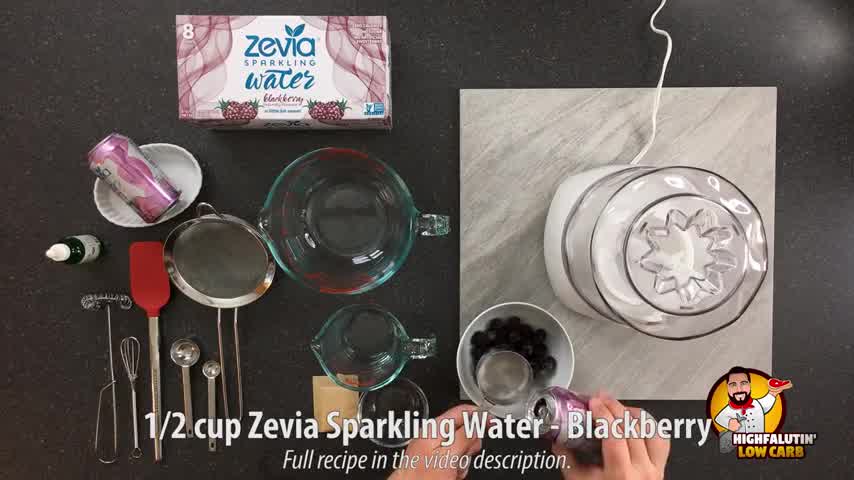 8
zevia
SPARKLING
water
blackberry
1/2 cup Zevia Sparkling Water - Blackberry
Full recipe in the video description.
HIGHFALUTIN'
LOW CARB